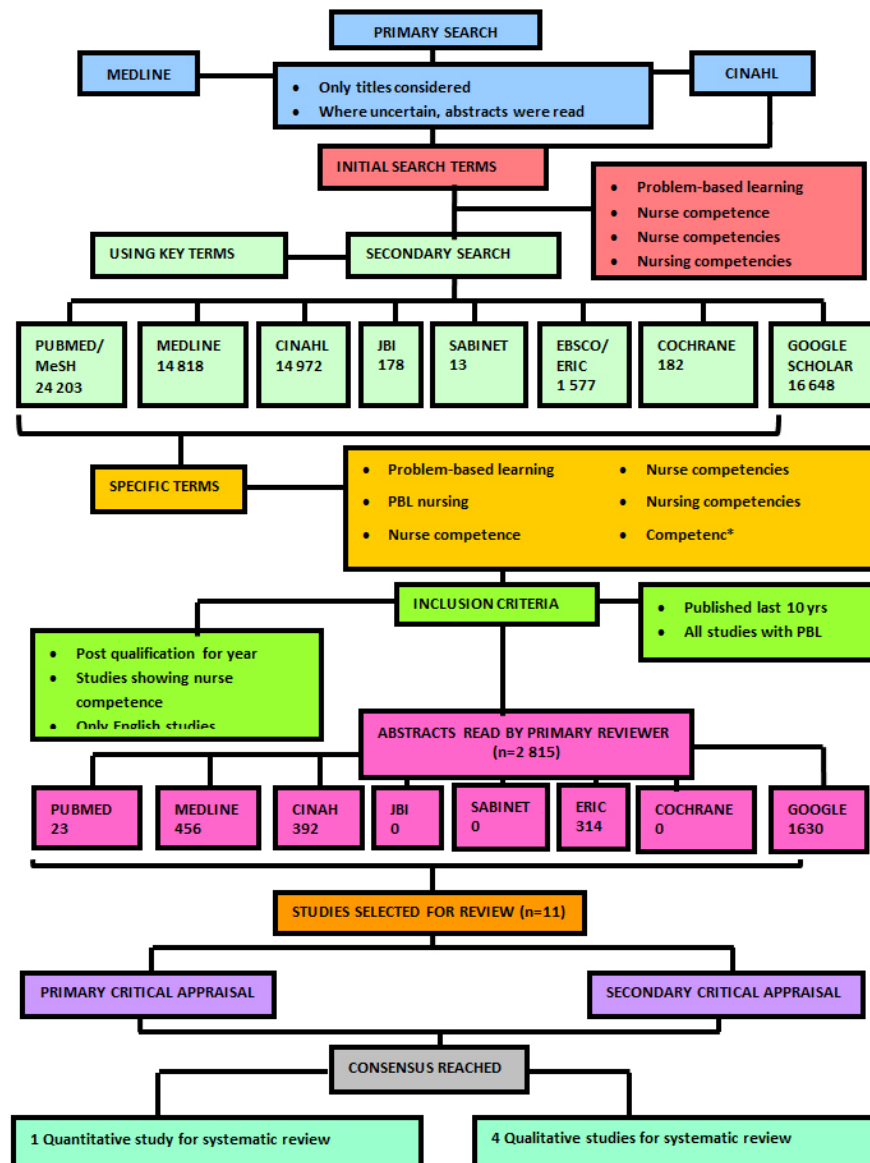 PRIMARY SEARCH
MEDLINE
• Only titles considered
• Where uncertain, abstracts were read
CINAHL
INITIAL SEARCH TERMS
• Problem-based learning
• Nurse competence
• Nurse competencies
• Nursing competencies
USING KEY TERMS
SECONDARY SEARCH
PUBMED/
MeSH
24 203
MEDLINE
14 818
CINAHL
14 972
JBI
178
SABINET
13
EBSCO/
ERIC
1 577
COCHRANE
182
GOOGLE
SCHOLAR
16 648
SPECIFIC TERMS
• Problem-based learning
• PBL nursing
• Nurse competence
• Nurse competencies
• Nursing competencies
• Competenc*
INCLUSION CRITERIA
• Published last 10 yrs
• All studies with PBL
• Post qualification for year
• Studies showing nurse
competence
• Only English studies
ABSTRACTS READ BY PRIMARY REVIEWER
(n=2 815)
PUBMED
23
MEDLINE
456
CINAH
392
JBI
0
SABINET
0
ERIC
314
COCHRANE
0
GOOGLE
1630
STUDIES SELECTED FOR REVIEW (n=11)
PRIMARY CRITICAL APPRAISAL
SECONDARY CRITICAL APPRAISAL
CONSENSUS REACHED
1 Quantitative study for systematic review
4 Qualitative studies for systematic review